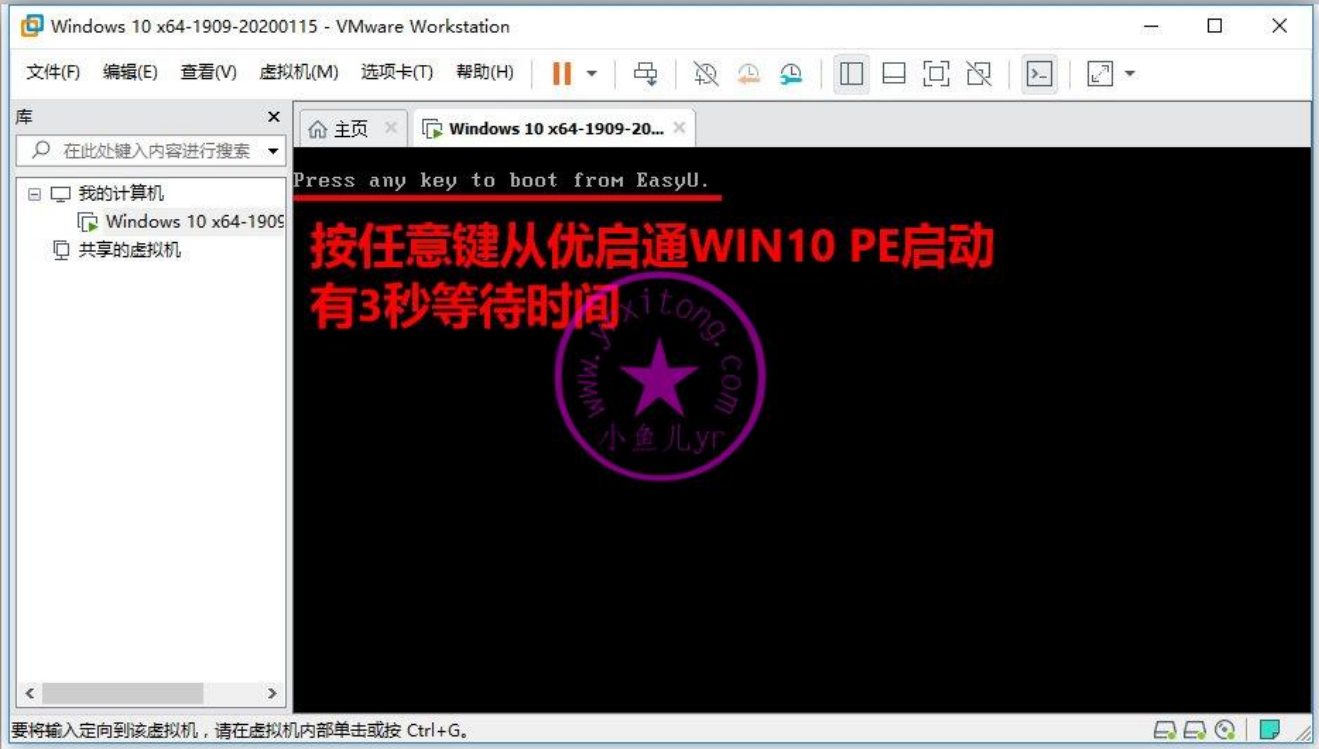 Windows 10 x64-1909-20200115 - VMware Workstation
文件(F) 编辑(E) 查看(V) 虚拟机(M) 选项卡(T) 帮助(H)
库
主页
Windows 10 x64-1909-20...
在此处键入内容进行搜索
我的计算机
Windows 10 x64-1909
共享的虚拟机
Press any key to boot from EasyU.
按任意键从优启通WIN10 PE启动
有3秒等待时间
www.yrxitong.com
小鱼儿yr
要将输入定向到该虚拟机，请在虚拟机内部单击或按 Ctrl+G。